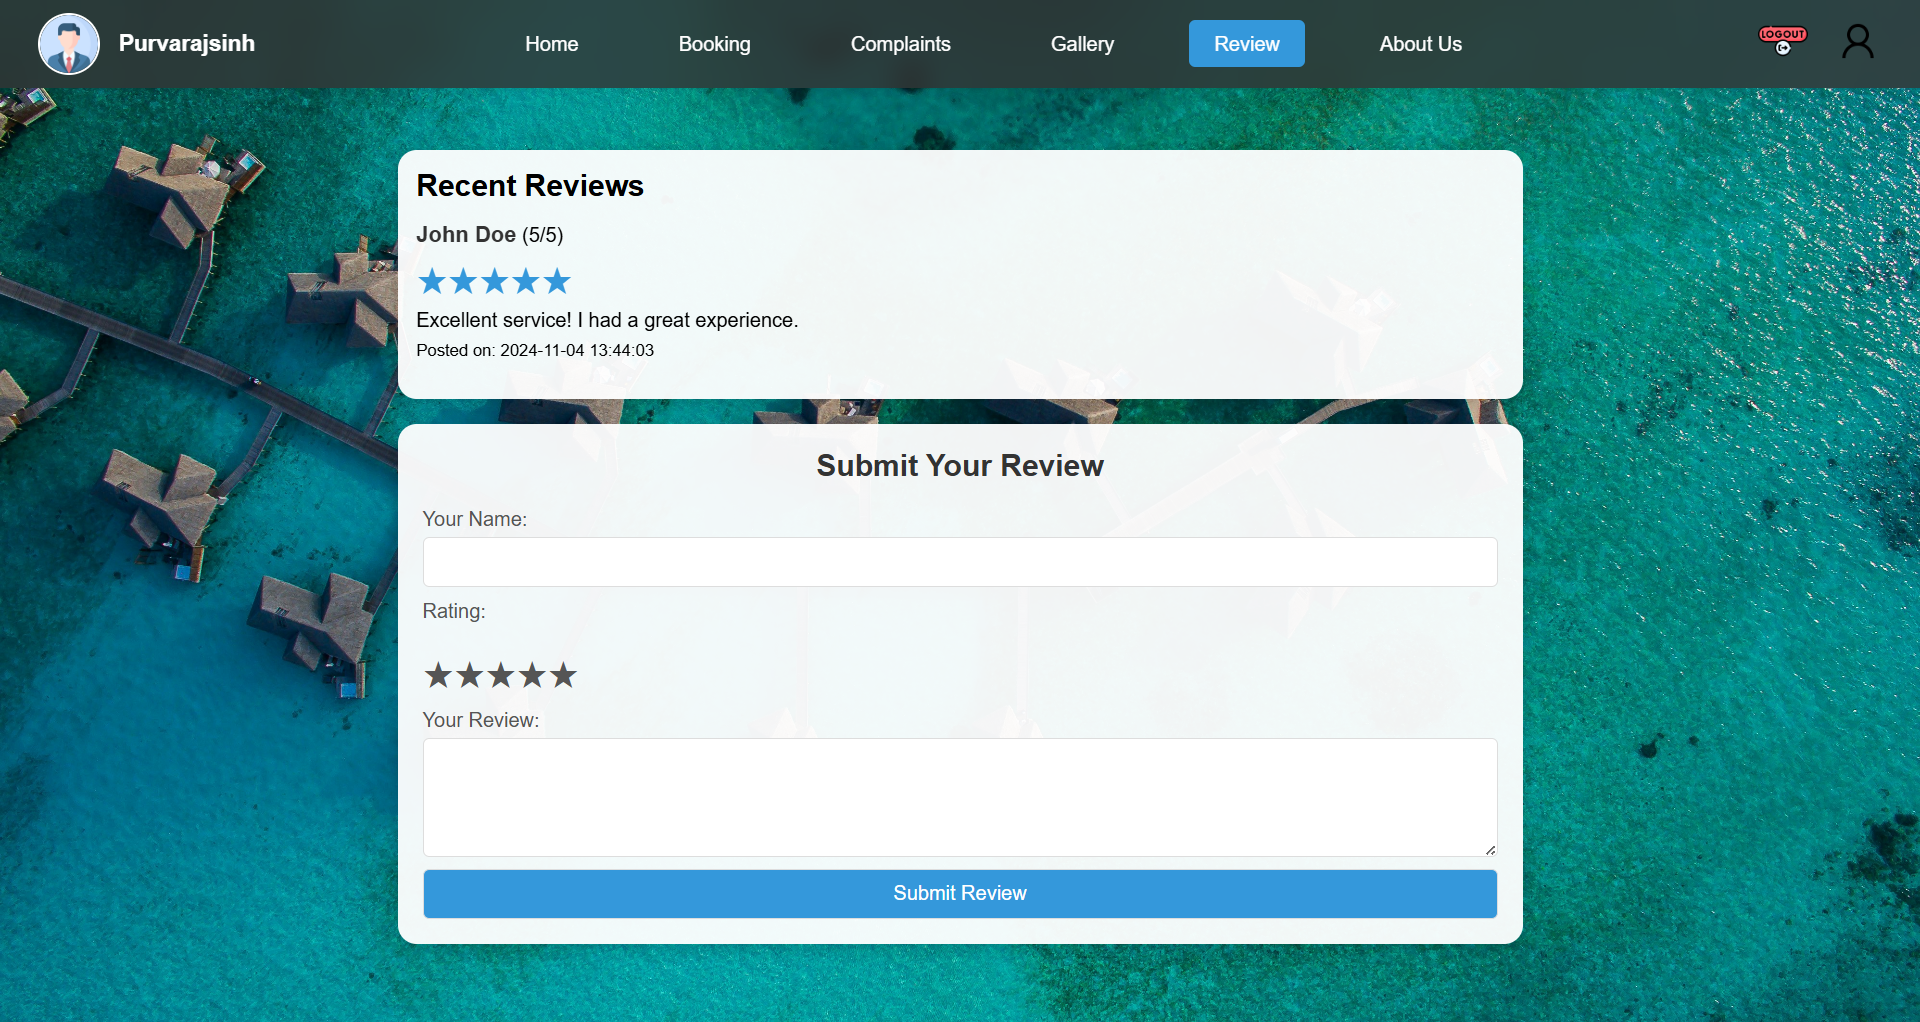 Purvarajsinh
Home
Booking
Complaints
Gallery
Review
About Us
LOGOUT
Recent Reviews
John Doe (5/5)
★★★★★
Excellent service! I had a great experience.
Posted on: 2024-11-04 13:44:03
Submit Your Review
Your Name:
Rating:
★★★★★
Your Review:
Submit Review